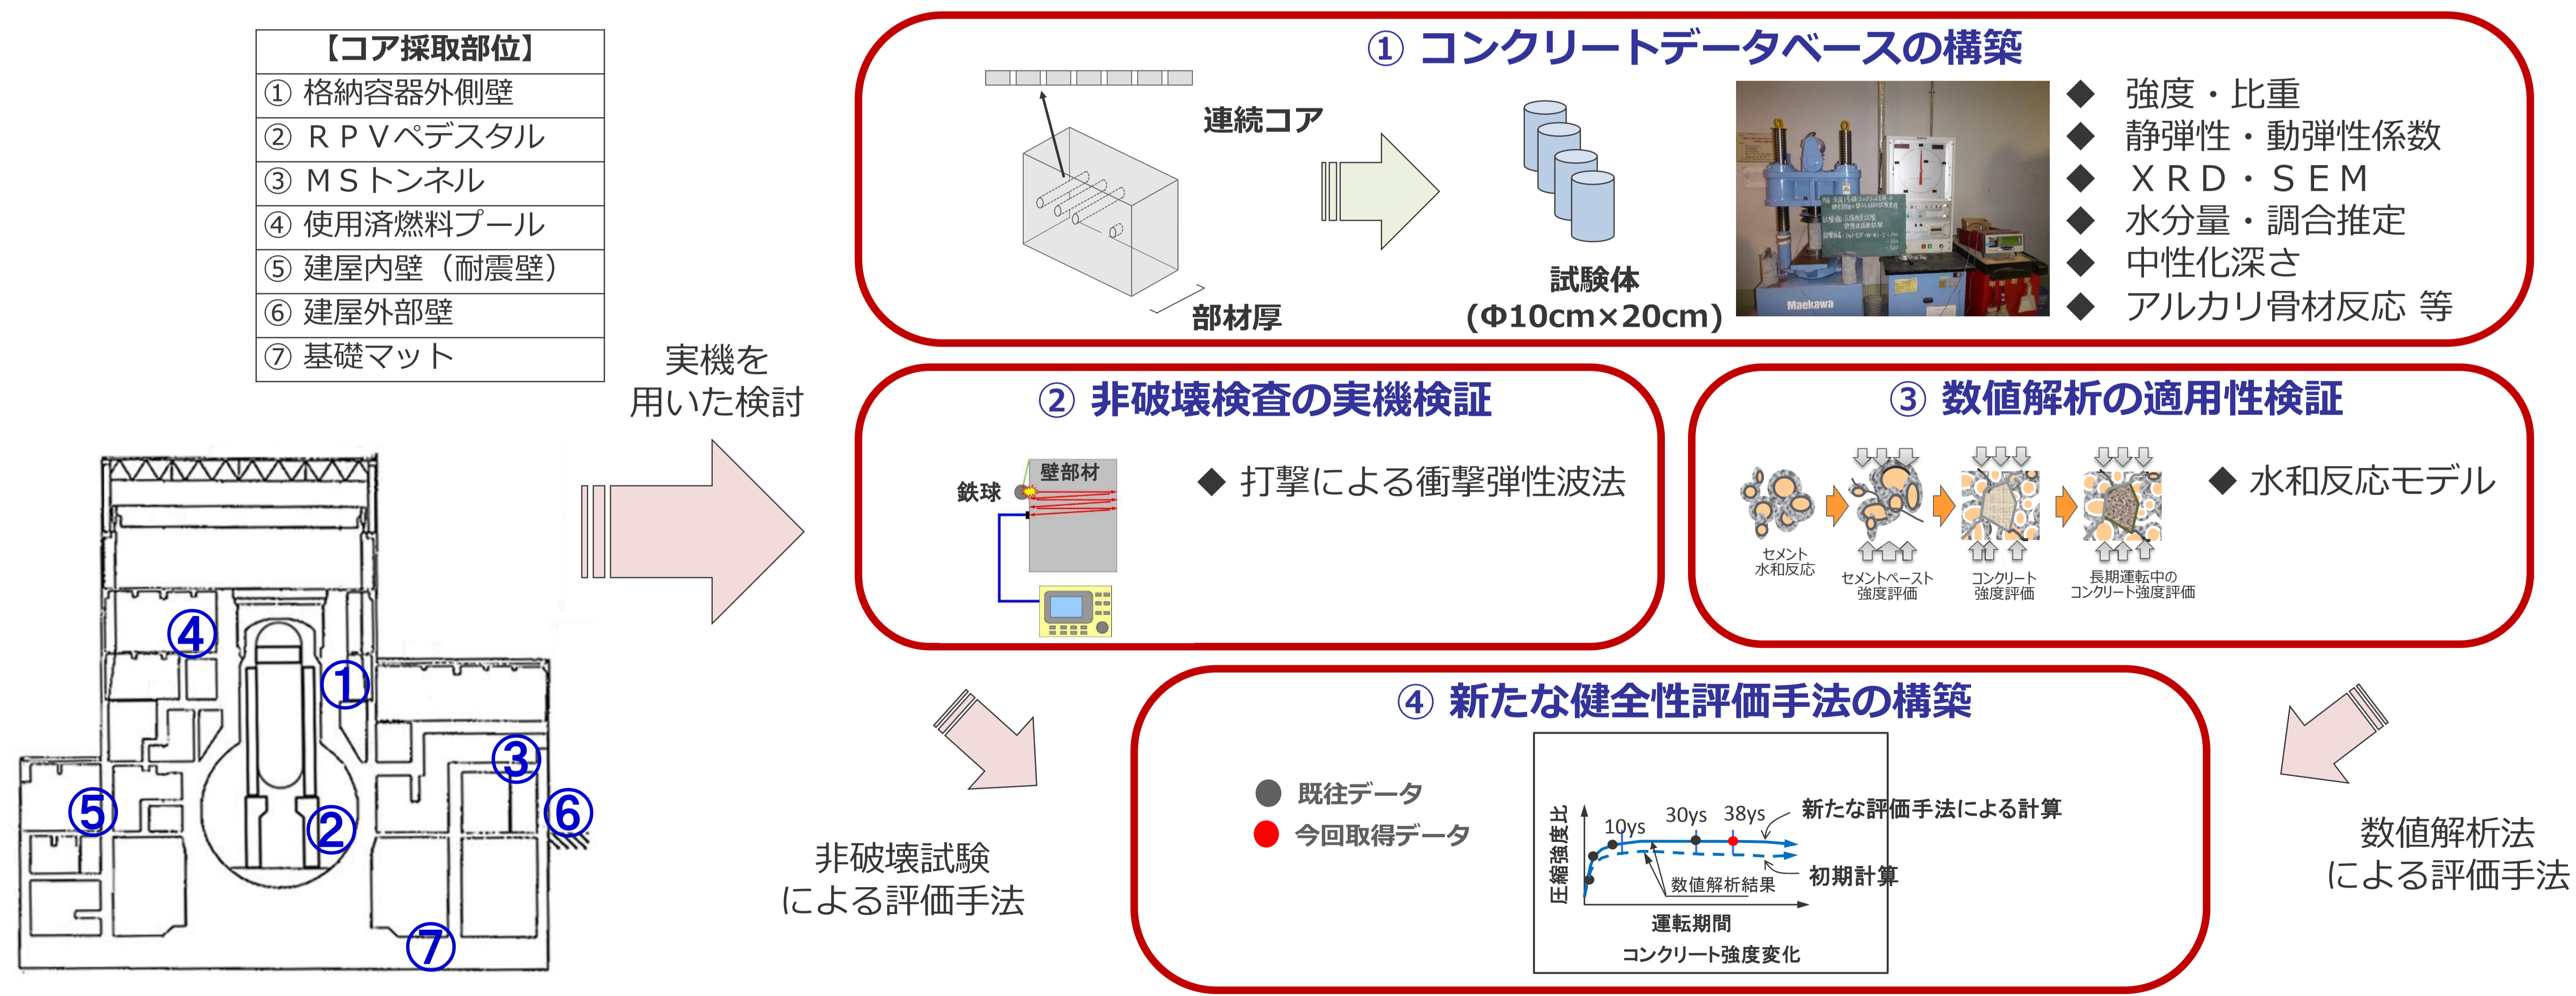 【コア採取部位】
① 格納容器外側壁
② ＲＰＶペデスタル
③ ＭＳトンネル
④ 使用済燃料プール
⑤ 建屋内壁（耐震壁）
⑥ 建屋外部壁
⑦ 基礎マット
④
①
③
⑤
②
⑥
⑦
実機を
用いた検討
① コンクリートデータベースの構築
連続コア
部材厚
試験体
(Φ10cm×20cm)
Maekawa
◆ 強度・比重
◆ 静弾性・動弾性係数
◆ ＸＲＤ・ＳＥＭ
◆ 水分量・調合推定
◆ 中性化深さ
◆ アルカリ骨材反応 等
② 非破壊検査の実機検証
鉄球
壁部材
◆ 打撃による衝撃弾性波法
③ 数値解析の適用性検証
セメント
水和反応
セメントペースト
強度評価
コンクリート
強度評価
長期運転中の
コンクリート強度評価
◆ 水和反応モデル
非破壊試験
による評価手法
数値解析法
による評価手法
④ 新たな健全性評価手法の構築
● 既往データ
● 今回取得データ
圧縮強度比
10ys
30ys
38ys
新たな評価手法による計算
初期計算
数値解析結果
運転期間
コンクリート強度変化